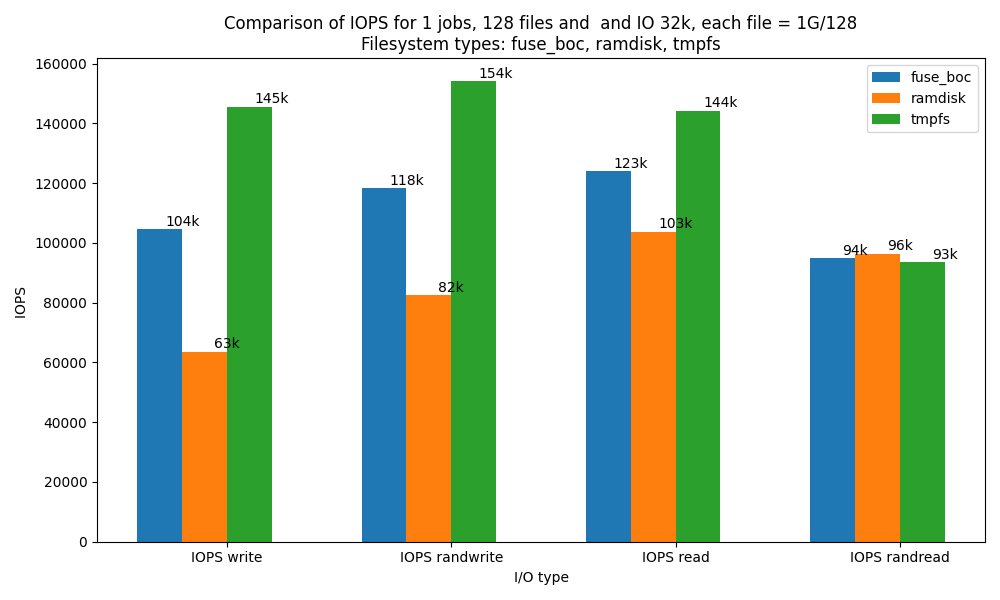 Comparison of IOPS for 1 jobs, 128 files and  and IO 32k, each file = 1G/128
Filesystem types: fuse_boc, ramdisk, tmpfs
160000
140000
120000
100000
80000
60000
40000
20000
0
IOPS
104k
63k
145k
118k
82k
154k
123k
103k
144k
94k
96k
93k
fuse_boc
ramdisk
tmpfs
IOPS write
IOPS randwrite
IOPS read
IOPS randread
I/O type